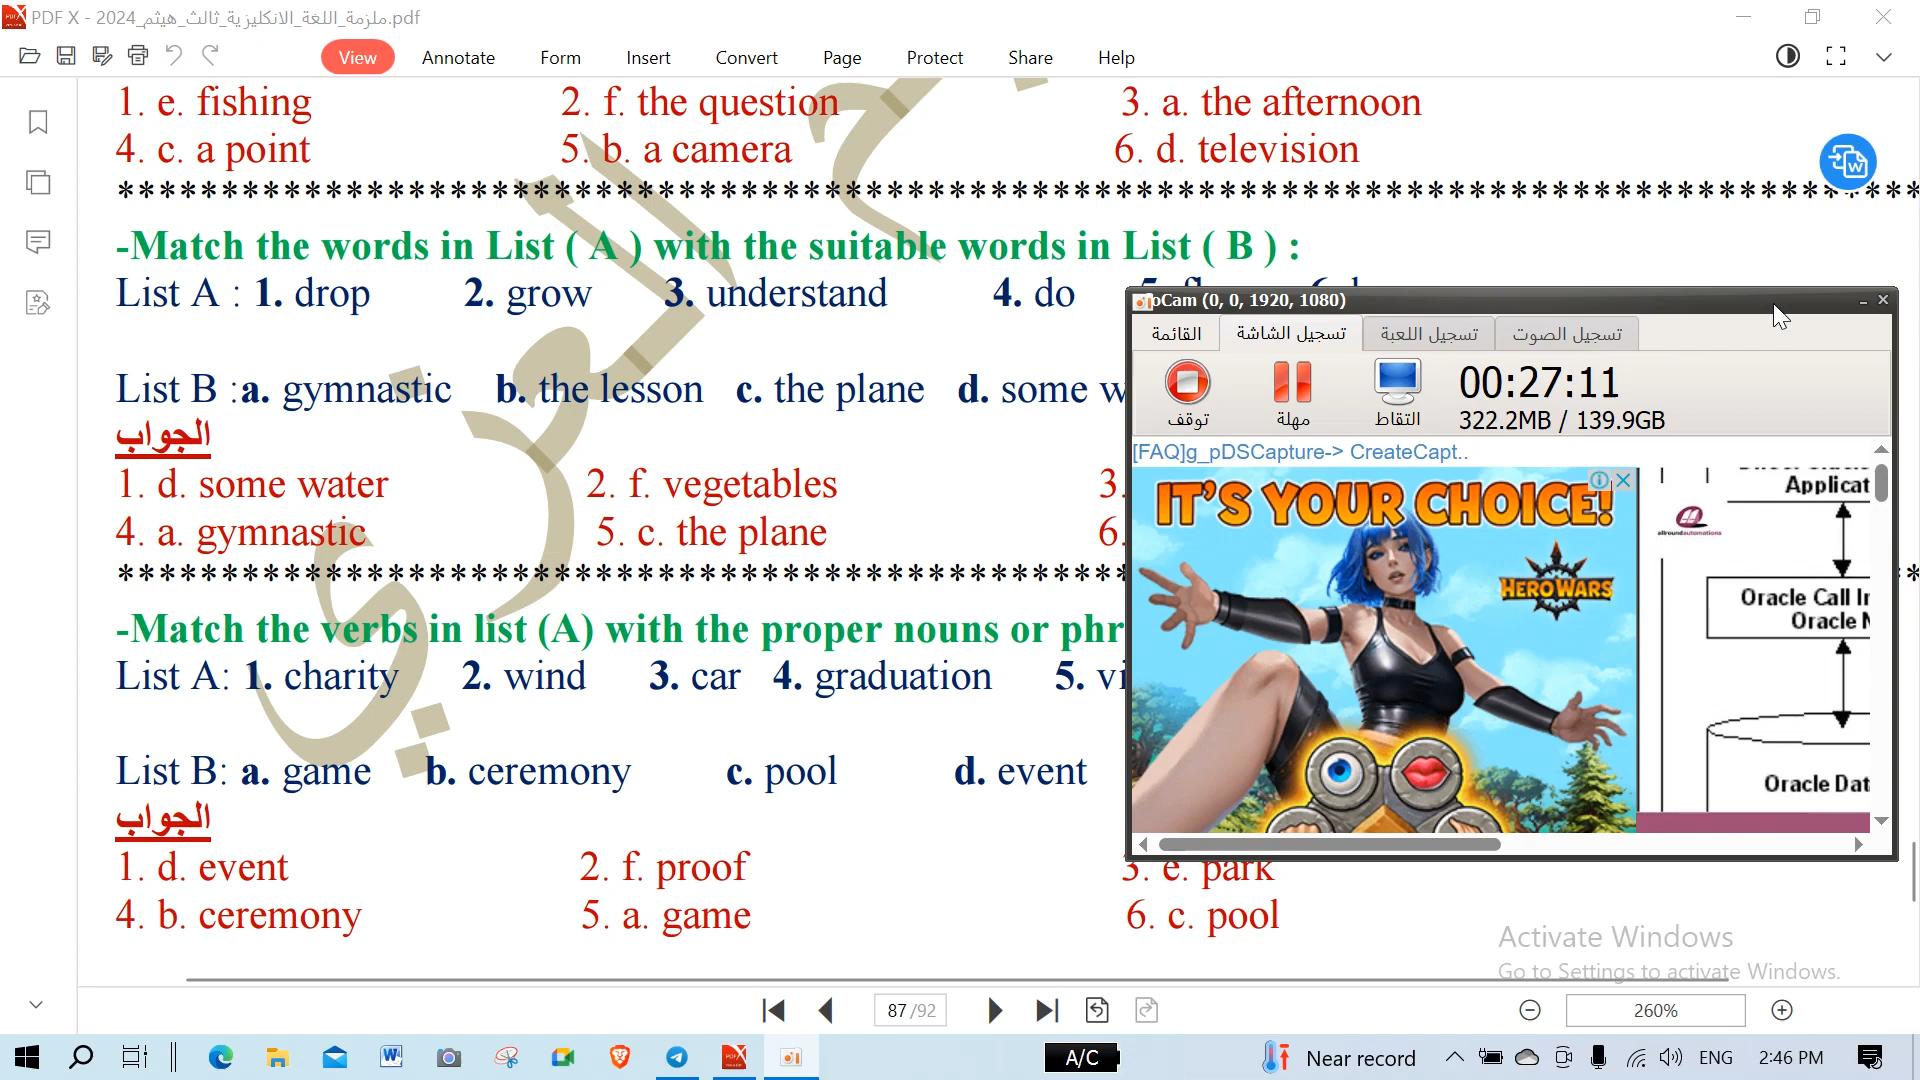 PDF X - ملزمة_اللغة_الانكليزية_ثالث_هيثم_2024.pdf
View Annotate Form Insert Convert Page Protect Share Help
1. e. fishing 2. f. the question 3. a. the afternoon
4. c. a point 5. b. a camera 6. d. television
-Match the words in List ( A ) with the suitable words in List ( B ) :
List A : 1. drop 2. grow 3. understand 4. do
List B :a. gymnastic b. the lesson c. the plane d. some w
الجواب
1. d. some water 2. f. vegetables 3.
4. a. gymnastic 5. c. the plane 6.
-Match the verbs in list (A) with the proper nouns or phr
List A: 1. charity 2. wind 3. car 4. graduation 5. vi
List B: a. game b. ceremony c. pool d. event
الجواب
1. d. event 2. f. proof 3. e. park
4. b. ceremony 5. a. game 6. c. pool
oCam (0, 0, 1920, 1080)
القائمة تسجيل الشاشة تسجيل اللعبة تسجيل الصوت
00:27:11
توقف مهلة التقاط 322.2MB / 139.9GB
[FAQ]g_pDSCapture-> CreateCapt..
IT'S YOUR CHOICE!
HEROWARS
Applicat
allroundautomations
Oracle Call In
Oracle N
Oracle Dat
Activate Windows
Go to Settings to activate Windows.
87 /92
260%
A/C
Near record
ENG
2:46 PM